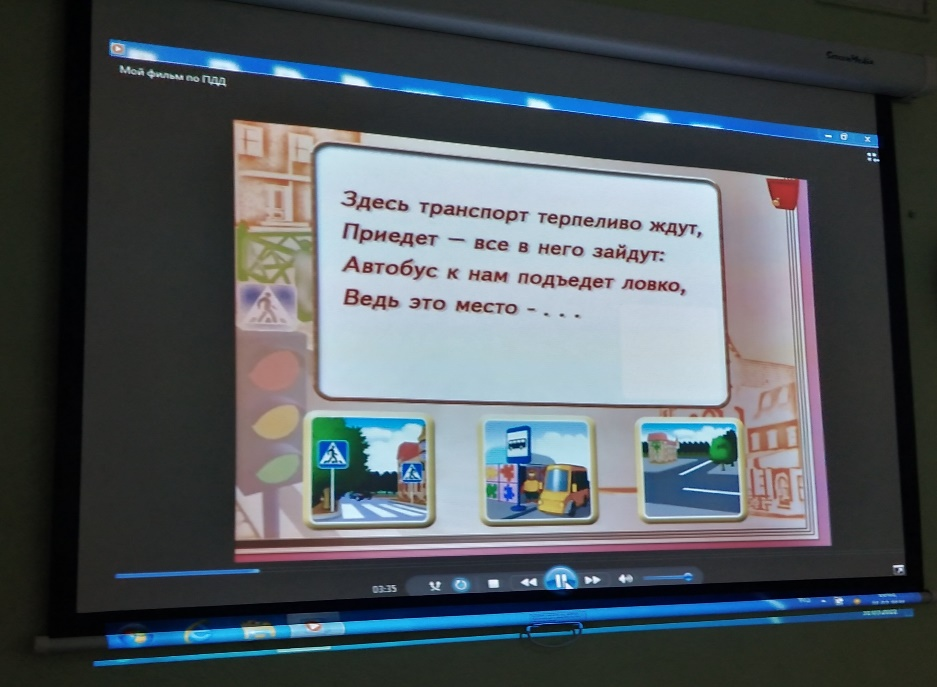 Мой фильм по ПДД
Здесь транспорт терпеливо ждут,
Приедет — все в него зайдут:
Автобус к нам подъедет ловко,
Ведь это место - . . .
03:35